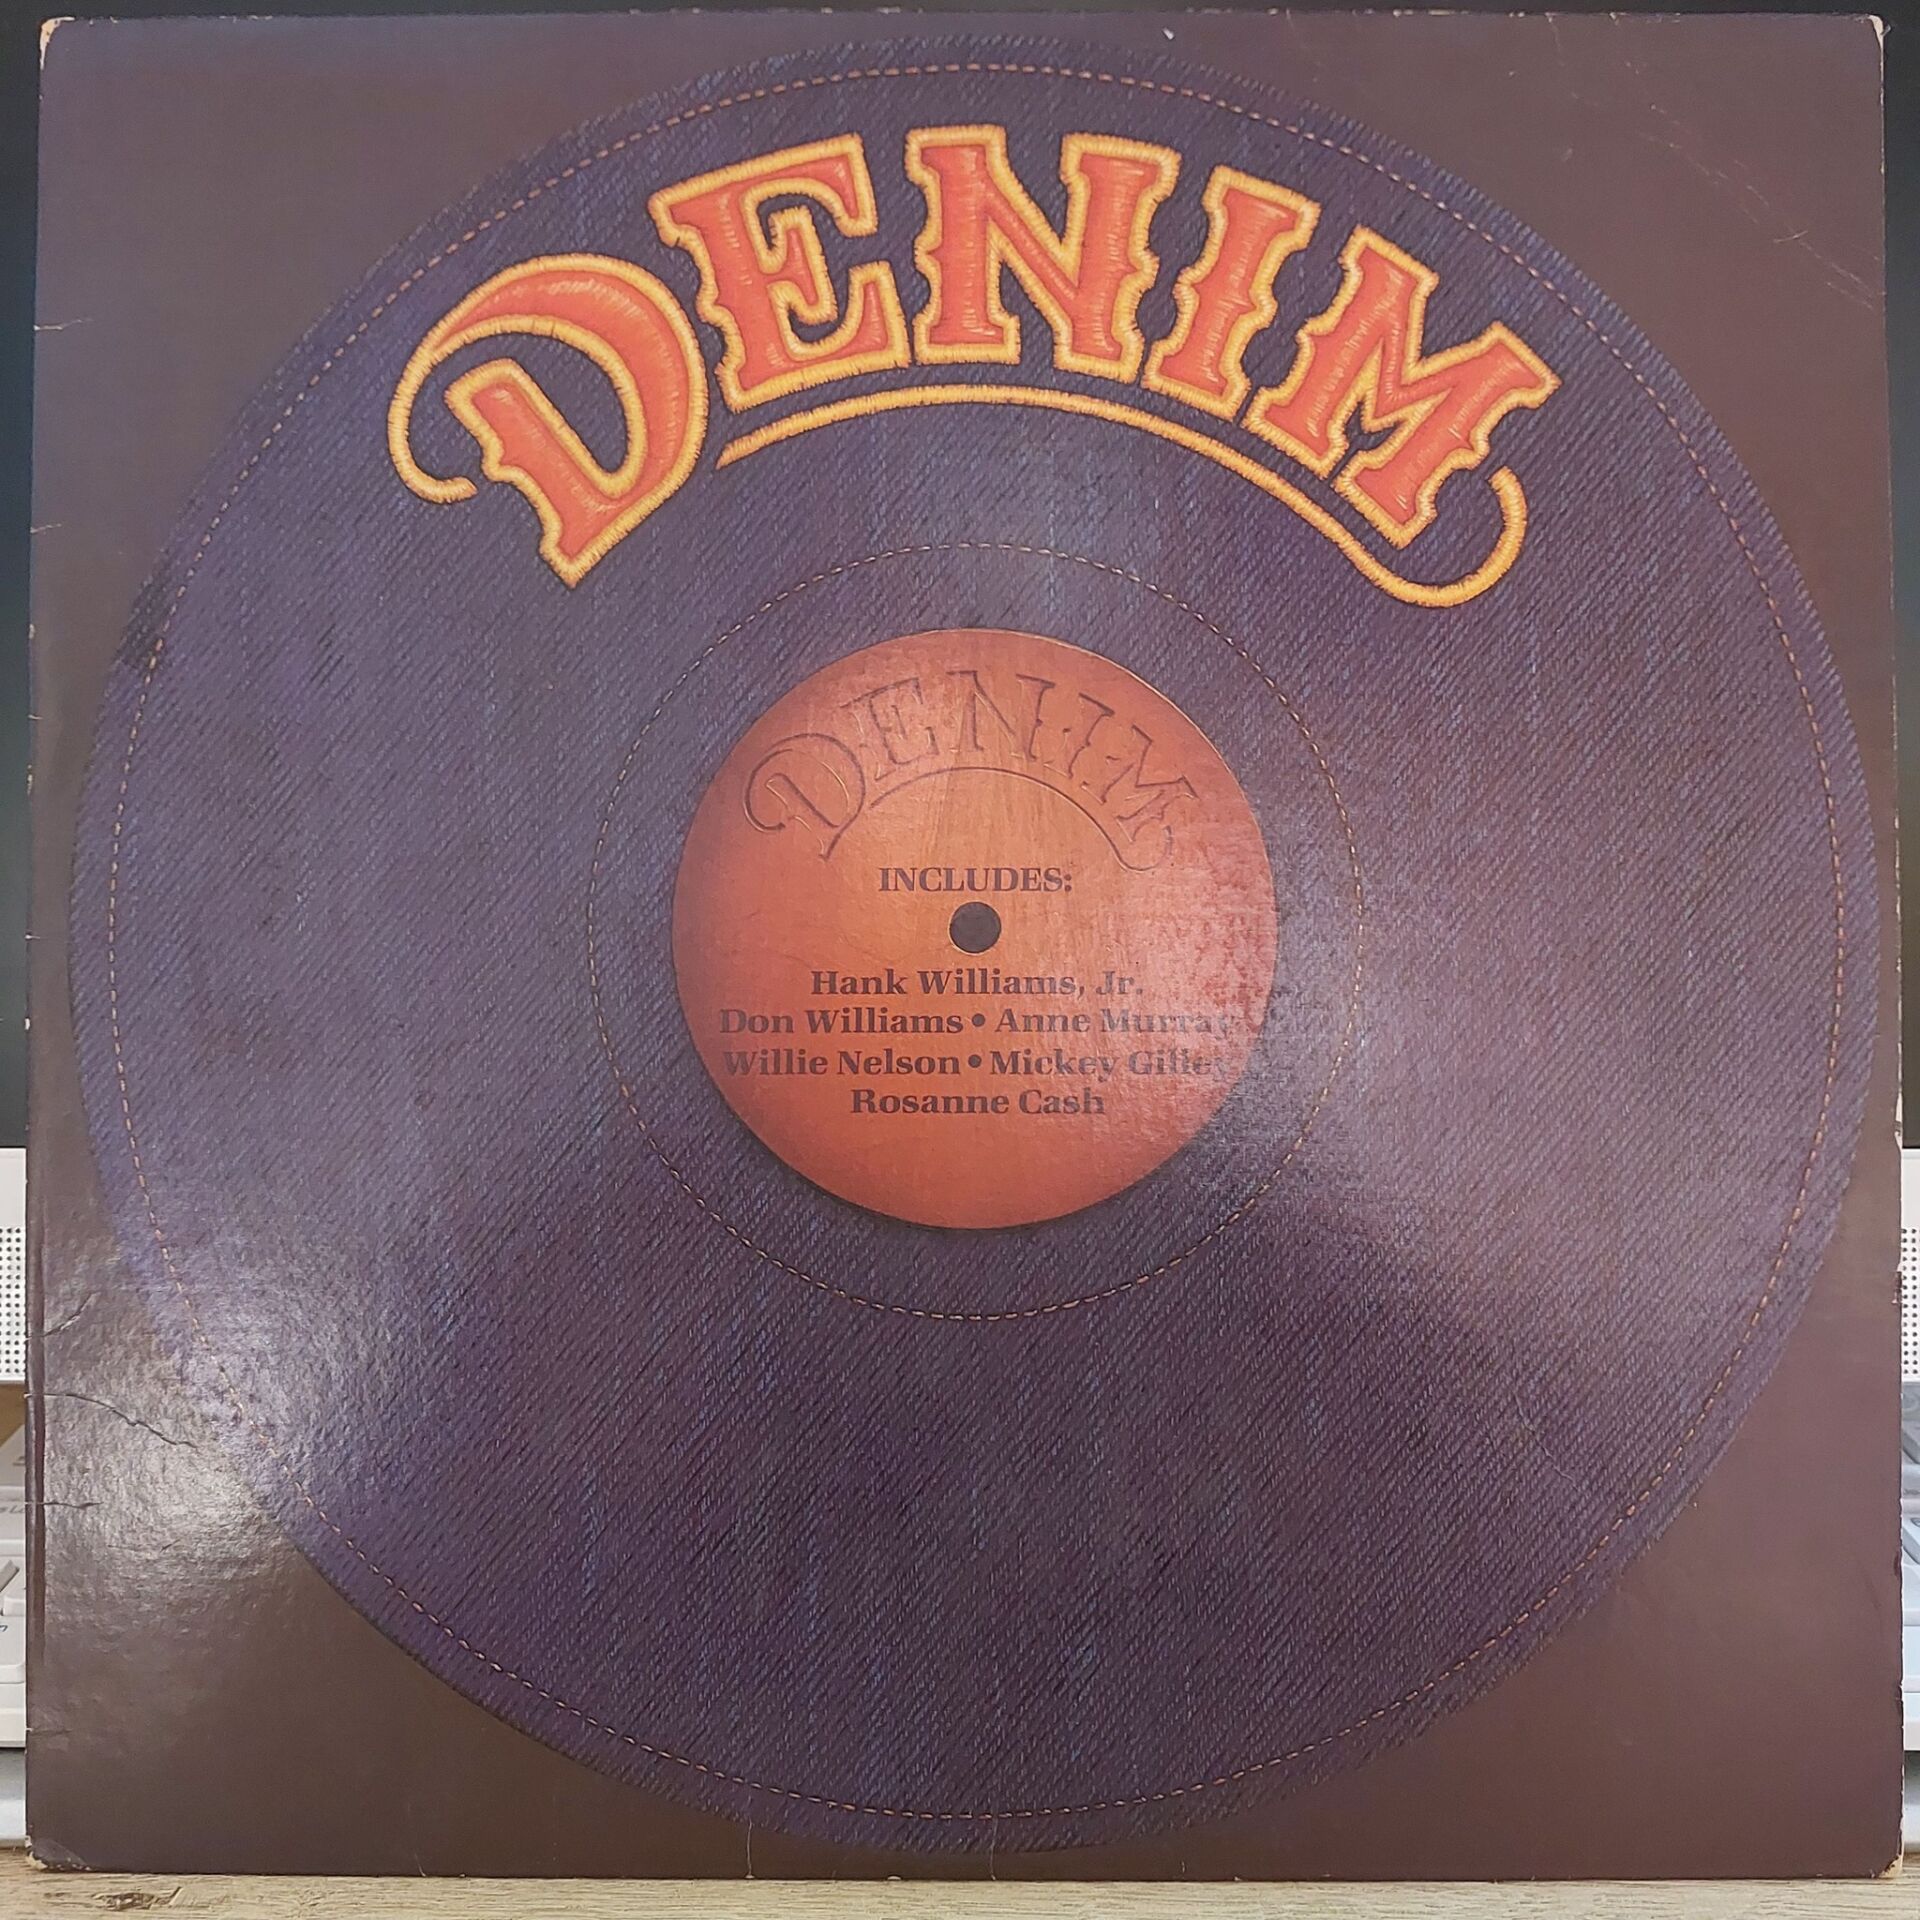 DENIM
DENIM
INCLUDES:
Hank Williams, Jr.
Don Williams • Anne Murray
Willie Nelson • Mickey Gilley
Rosanne Cash